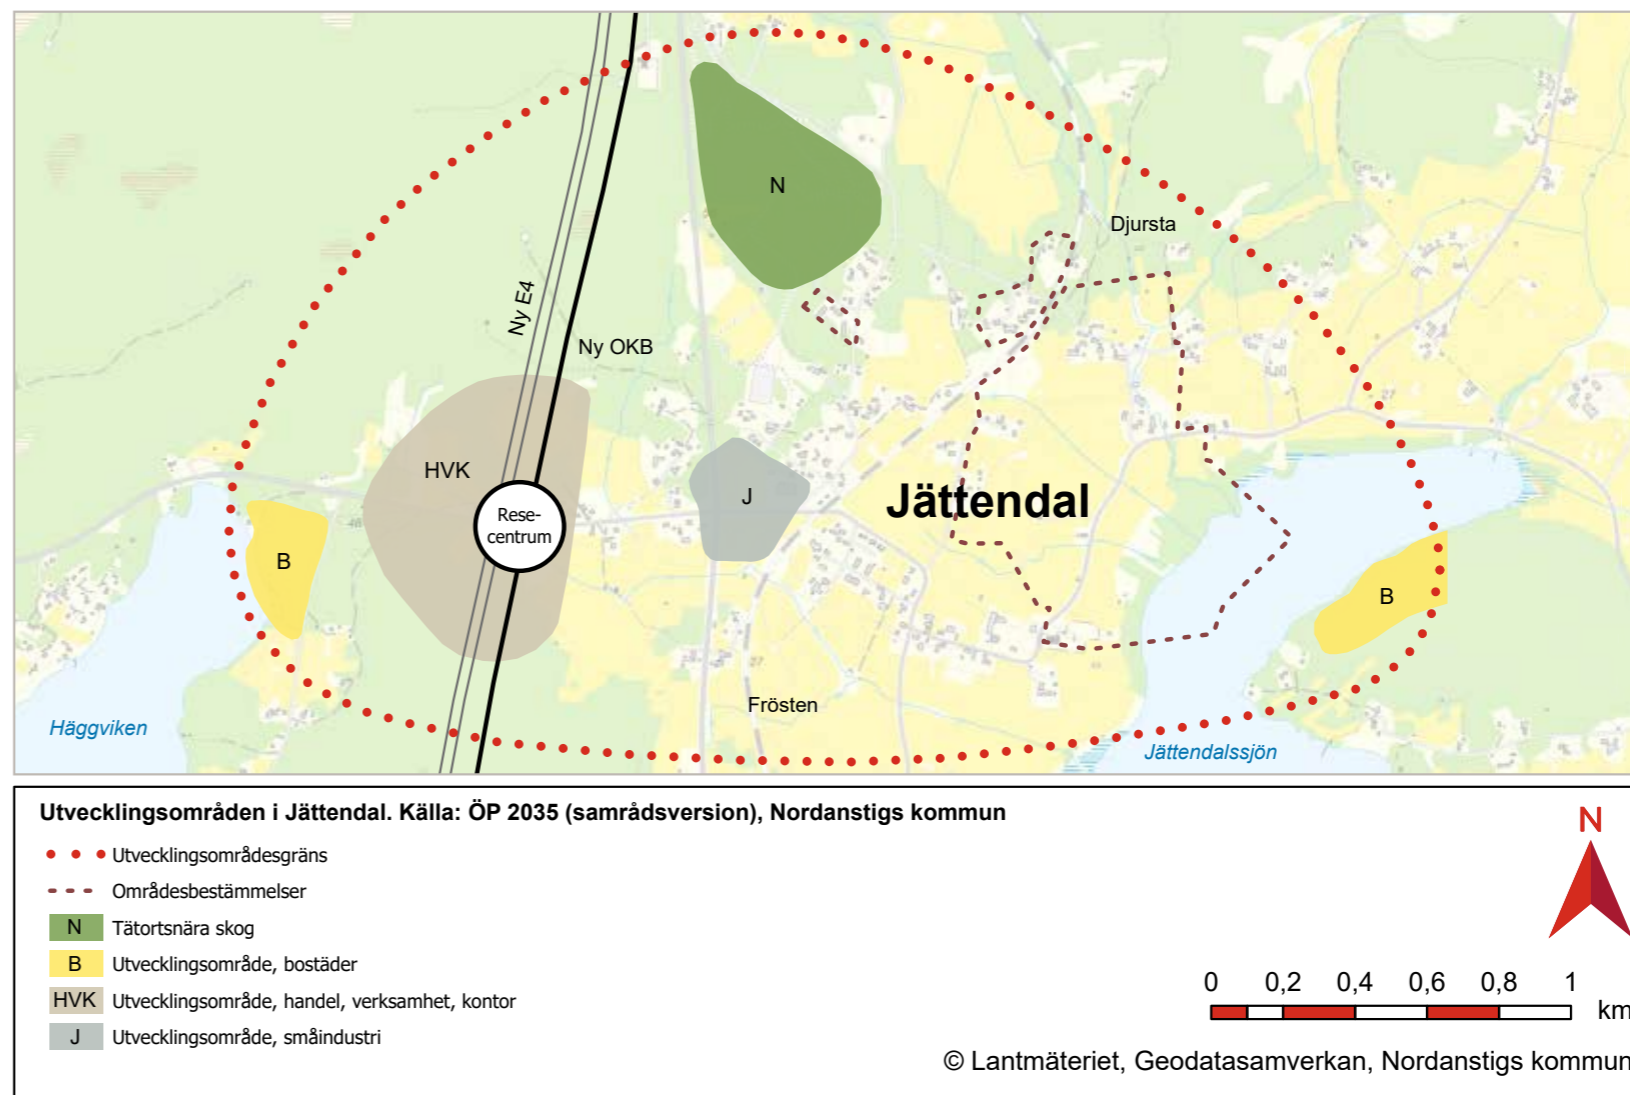 N
Djursta
Ny E4
Ny OKB
HVK
Rese-
centrum
J
Jättendal
B
B
Frösten
Häggviken
Jättendalssjön
Utvecklingsområden i Jättendal. Källa: ÖP 2035 (samrådsversion), Nordanstigs kommun
Utvecklingsområdesgräns
Områdesbestämmelser
N Tätortsnära skog
B Utvecklingsområde, bostäder
HVK Utvecklingsområde, handel, verksamhet, kontor
J Utvecklingsområde, småindustri
N
0 0,2 0,4 0,6 0,8 1
km
© Lantmäteriet, Geodatasamverkan, Nordanstigs kommun